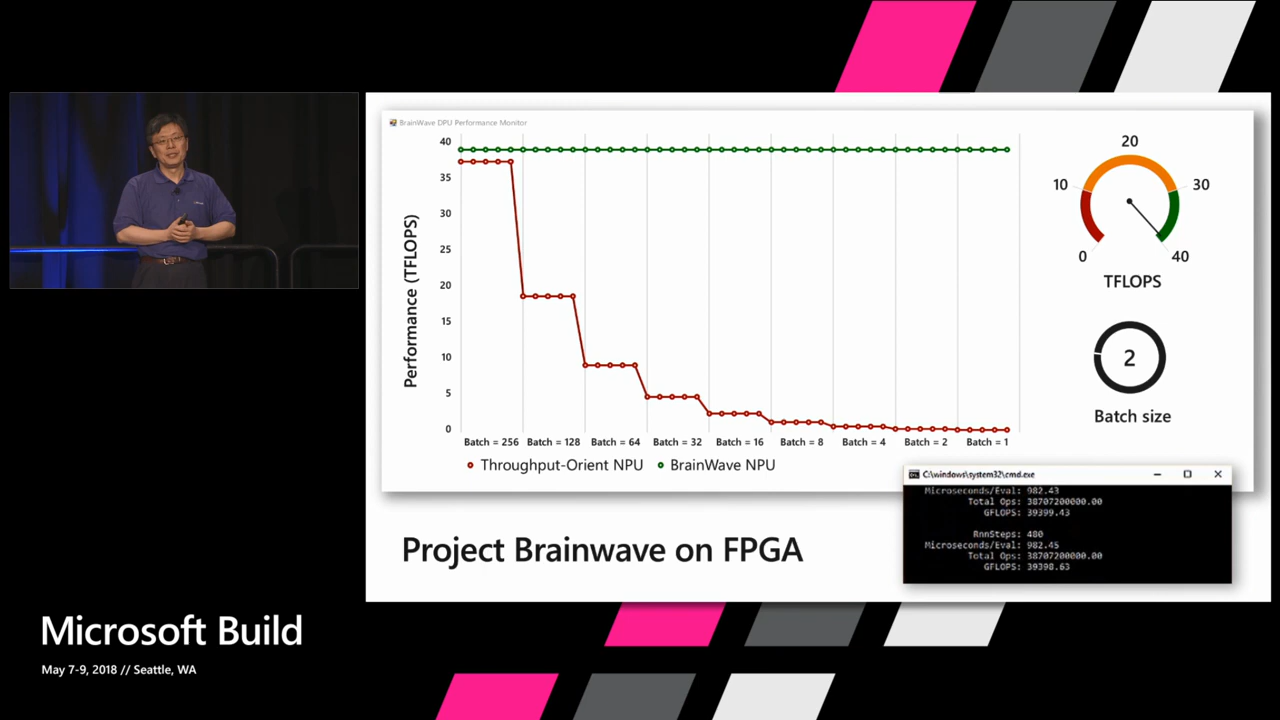 BrainWave DPU Performance Monitor
Performance (TFLOPS)
40
35
30
25
20
15
10
5
0
Batch = 256 Batch = 128 Batch = 64 Batch = 32 Batch = 16 Batch = 8 Batch = 4 Batch = 2 Batch = 1
Throughput-Orient NPU BrainWave NPU
20
10 30
0 40
TFLOPS
2
Batch size
C:\windows\system32\cmd.exe
Microseconds/Eval: 982.43
Total Ops: 38707200000.00
GFLOPS: 39399.43
RnnSteps: 480
Microseconds/Eval: 982.45
Total Ops: 38707200000.00
GFLOPS: 39398.63
Project Brainwave on FPGA
Microsoft Build
May 7-9, 2018 // Seattle, WA